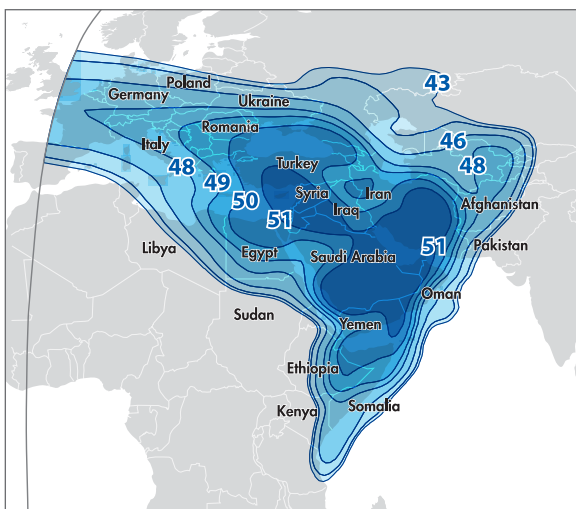 43
Poland
Germany
Ukraine
Romania
46
Italy
48
Turkey
48
49
Syria
Iran
50
Iraq
Afghanistan
51
Libya
Egypt
Saudi Arabia
51
Pakistan
Oman
Sudan
Yemen
Ethiopia
Kenya
Somalia